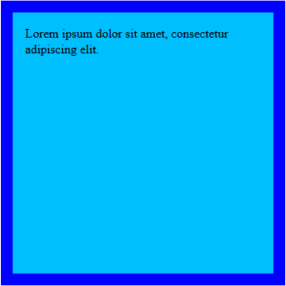 Lorem ipsum dolor sit amet, consectetur
adipiscing elit.